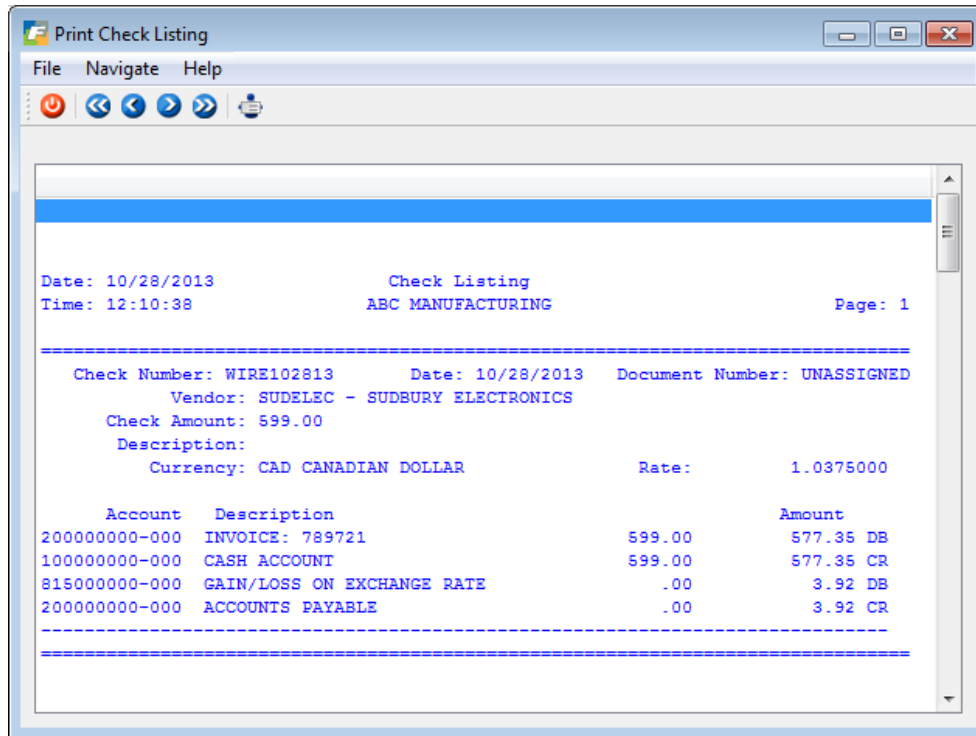 Print Check Listing
File Navigate Help
Date: 10/28/2013 Check Listing
Time: 12:10:38 ABC MANUFACTURING Page: 1
================================================================================
Check Number: WIRE102813 Date: 10/28/2013 Document Number: UNASSIGNED
Vendor: SUDELEC - SUDBURY ELECTRONICS
Check Amount: 599.00
Description:
Currency: CAD CANADIAN DOLLAR Rate: 1.0375000
Account Description Amount
200000000-000 INVOICE: 789721 599.00 577.35 DB
100000000-000 CASH ACCOUNT 599.00 577.35 CR
815000000-000 GAIN/LOSS ON EXCHANGE RATE .00 3.92 DB
200000000-000 ACCOUNTS PAYABLE .00 3.92 CR
------------------------------------------------------------------------------
================================================================================